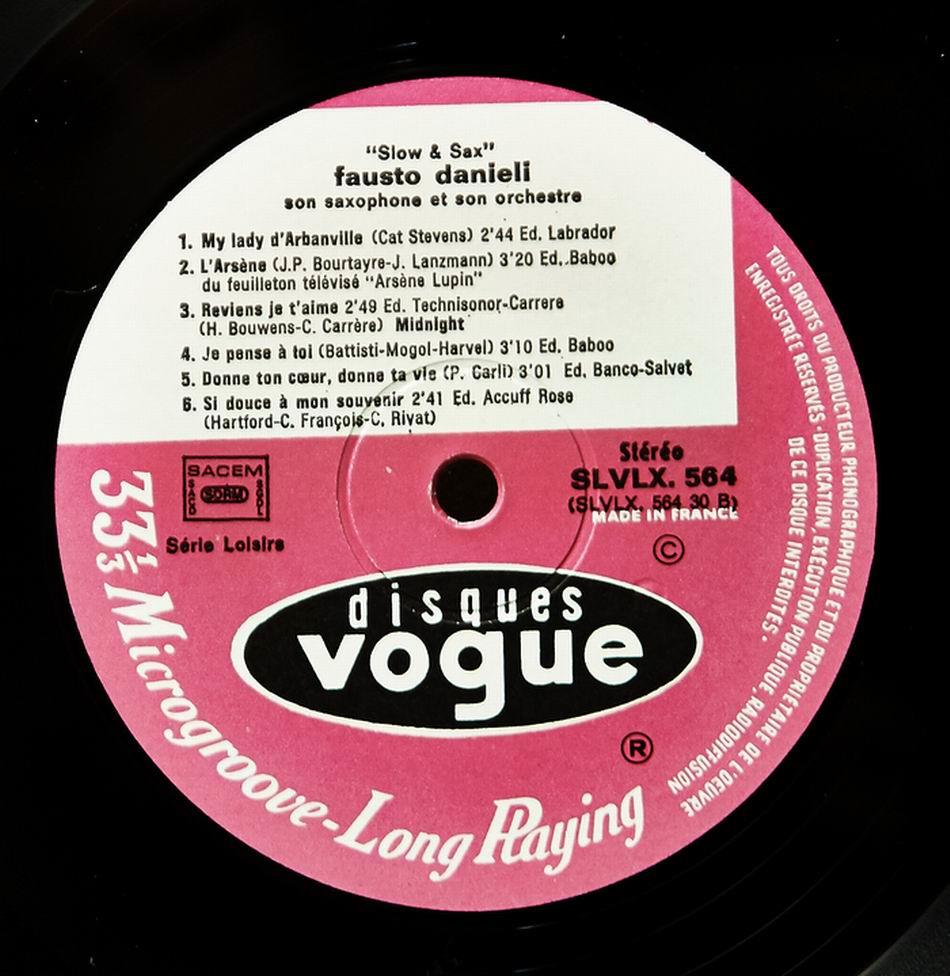 “Slow & Sax”
fausto danieli
son saxophone et son orchestre
1. My lady d'Arbanville (Cat Stevens) 2'44 Ed. Labrador
2. L'Arsène (J.P. Bourtayre-J. Lanzmann) 3'20 Ed. Baboo
du feuilleton télévisé “Arsène Lupin”
3. Reviens je t'aime 2'49 Ed. Technisonor-Carrere
(H. Bouwens-C. Carrère) Midnight
4. Je pense à toi (Battisti-Mogol-Harvel) 3'10 Ed. Baboo
5. Donne ton cœur, donne ta vie (P. Carli) 3'01 Ed. Banco-Salvet
6. Si douce à mon souvenir 2'41 Ed. Accuff Rose
(Hartford-C. François-C. Rivat)
SACEM
SACD SDRM SGDL
Série Loisirs
Stéréo
SLVLX. 564
(SLVLX. 564 30 B)
MADE IN FRANCE
©
disques
vogue
®
33⅓ Microgroove-Long Playing
TOUS DROITS DU PRODUCTEUR PHONOGRAPHIQUE ET DU PROPRIÉTAIRE DE L'OEUVRE
ENREGISTRÉE RÉSERVÉS - DUPLICATION, EXÉCUTION PUBLIQUE, RADIODIFFUSION
DE CE DISQUE INTERDITES.